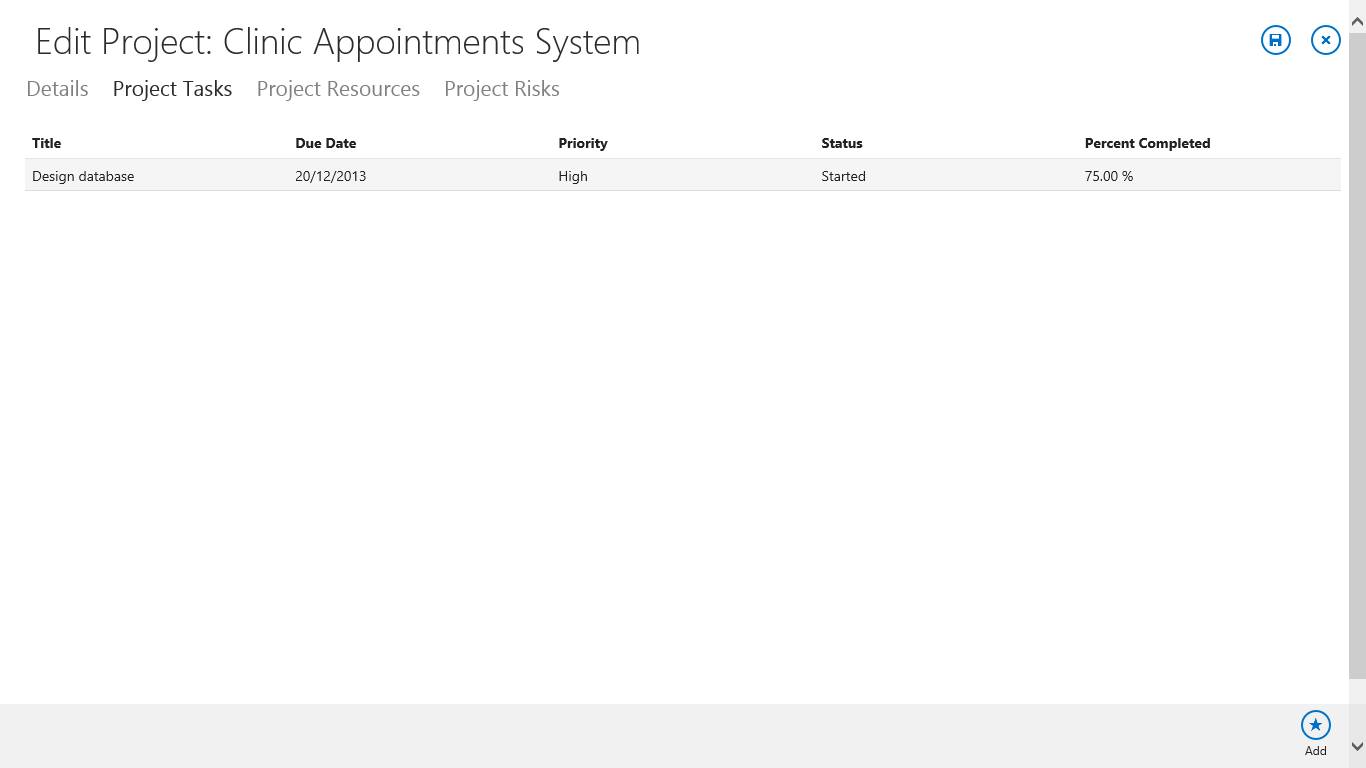 Edit Project: Clinic Appointments System
Details Project Tasks Project Resources Project Risks
Title Due Date Priority Status Percent Completed
Design database 20/12/2013 High Started 75.00 %
Add